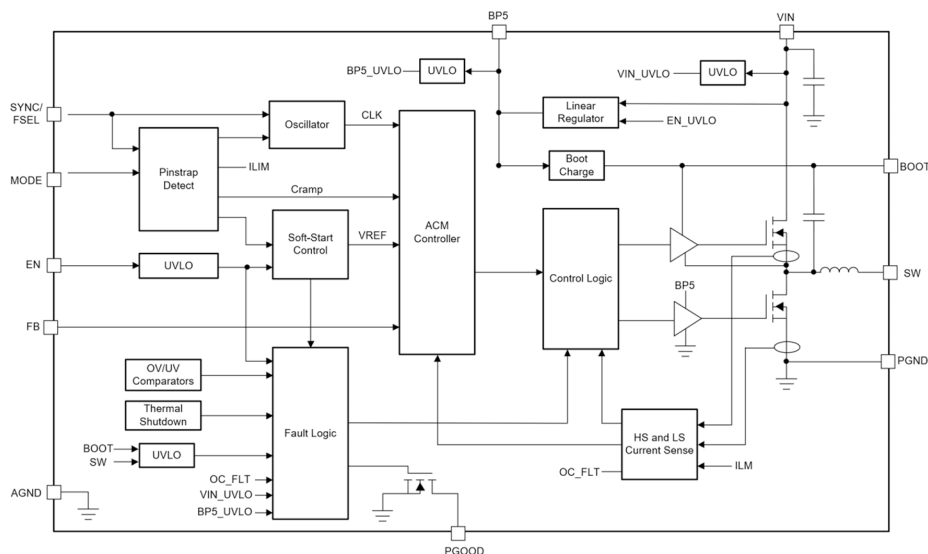 BP5
VIN
BP5_UVLO
UVLO
VIN_UVLO
UVLO
SYNC/
FSEL
Oscillator
CLK
Linear
Regulator
EN_UVLO
Pinstrap
Detect
ILIM
MODE
Boot
Charge
BOOT
Cramp
ACM
Controller
Soft-Start
Control
VREF
Control Logic
EN
UVLO
SW
BP5
FB
PGND
OV/UV
Comparators
Thermal
Shutdown
Fault Logic
HS and LS
Current Sense
BOOT
SW
UVLO
OC_FLT
ILM
OC_FLT
VIN_UVLO
BP5_UVLO
AGND
PGOOD